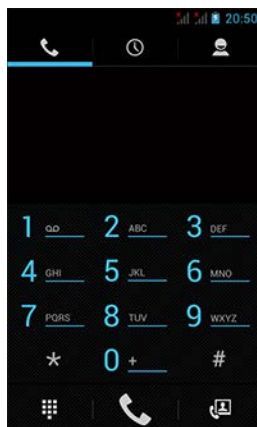 20:50
1 2 ABC 3 DEF
4 GHI 5 JKL 6 MNO
7 PQRS 8 TUV 9 WXYZ
* 0 + #